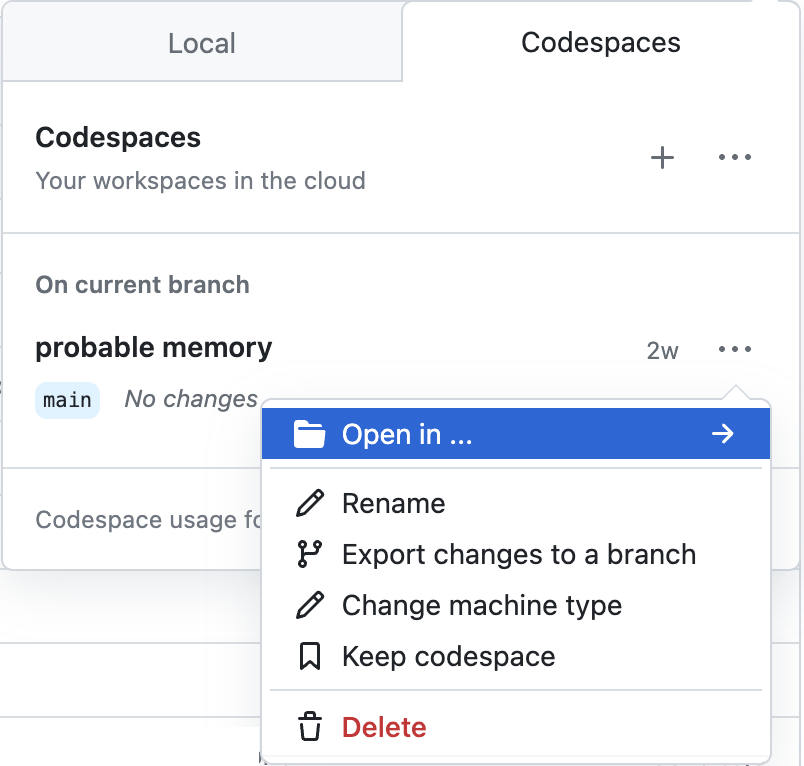 Local
Codespaces
Codespaces
Your workspaces in the cloud
On current branch
probable memory
2w
main
No changes
Open in ...
Rename
Codespace usage
Export changes to a branch
Change machine type
Keep codespace
Delete